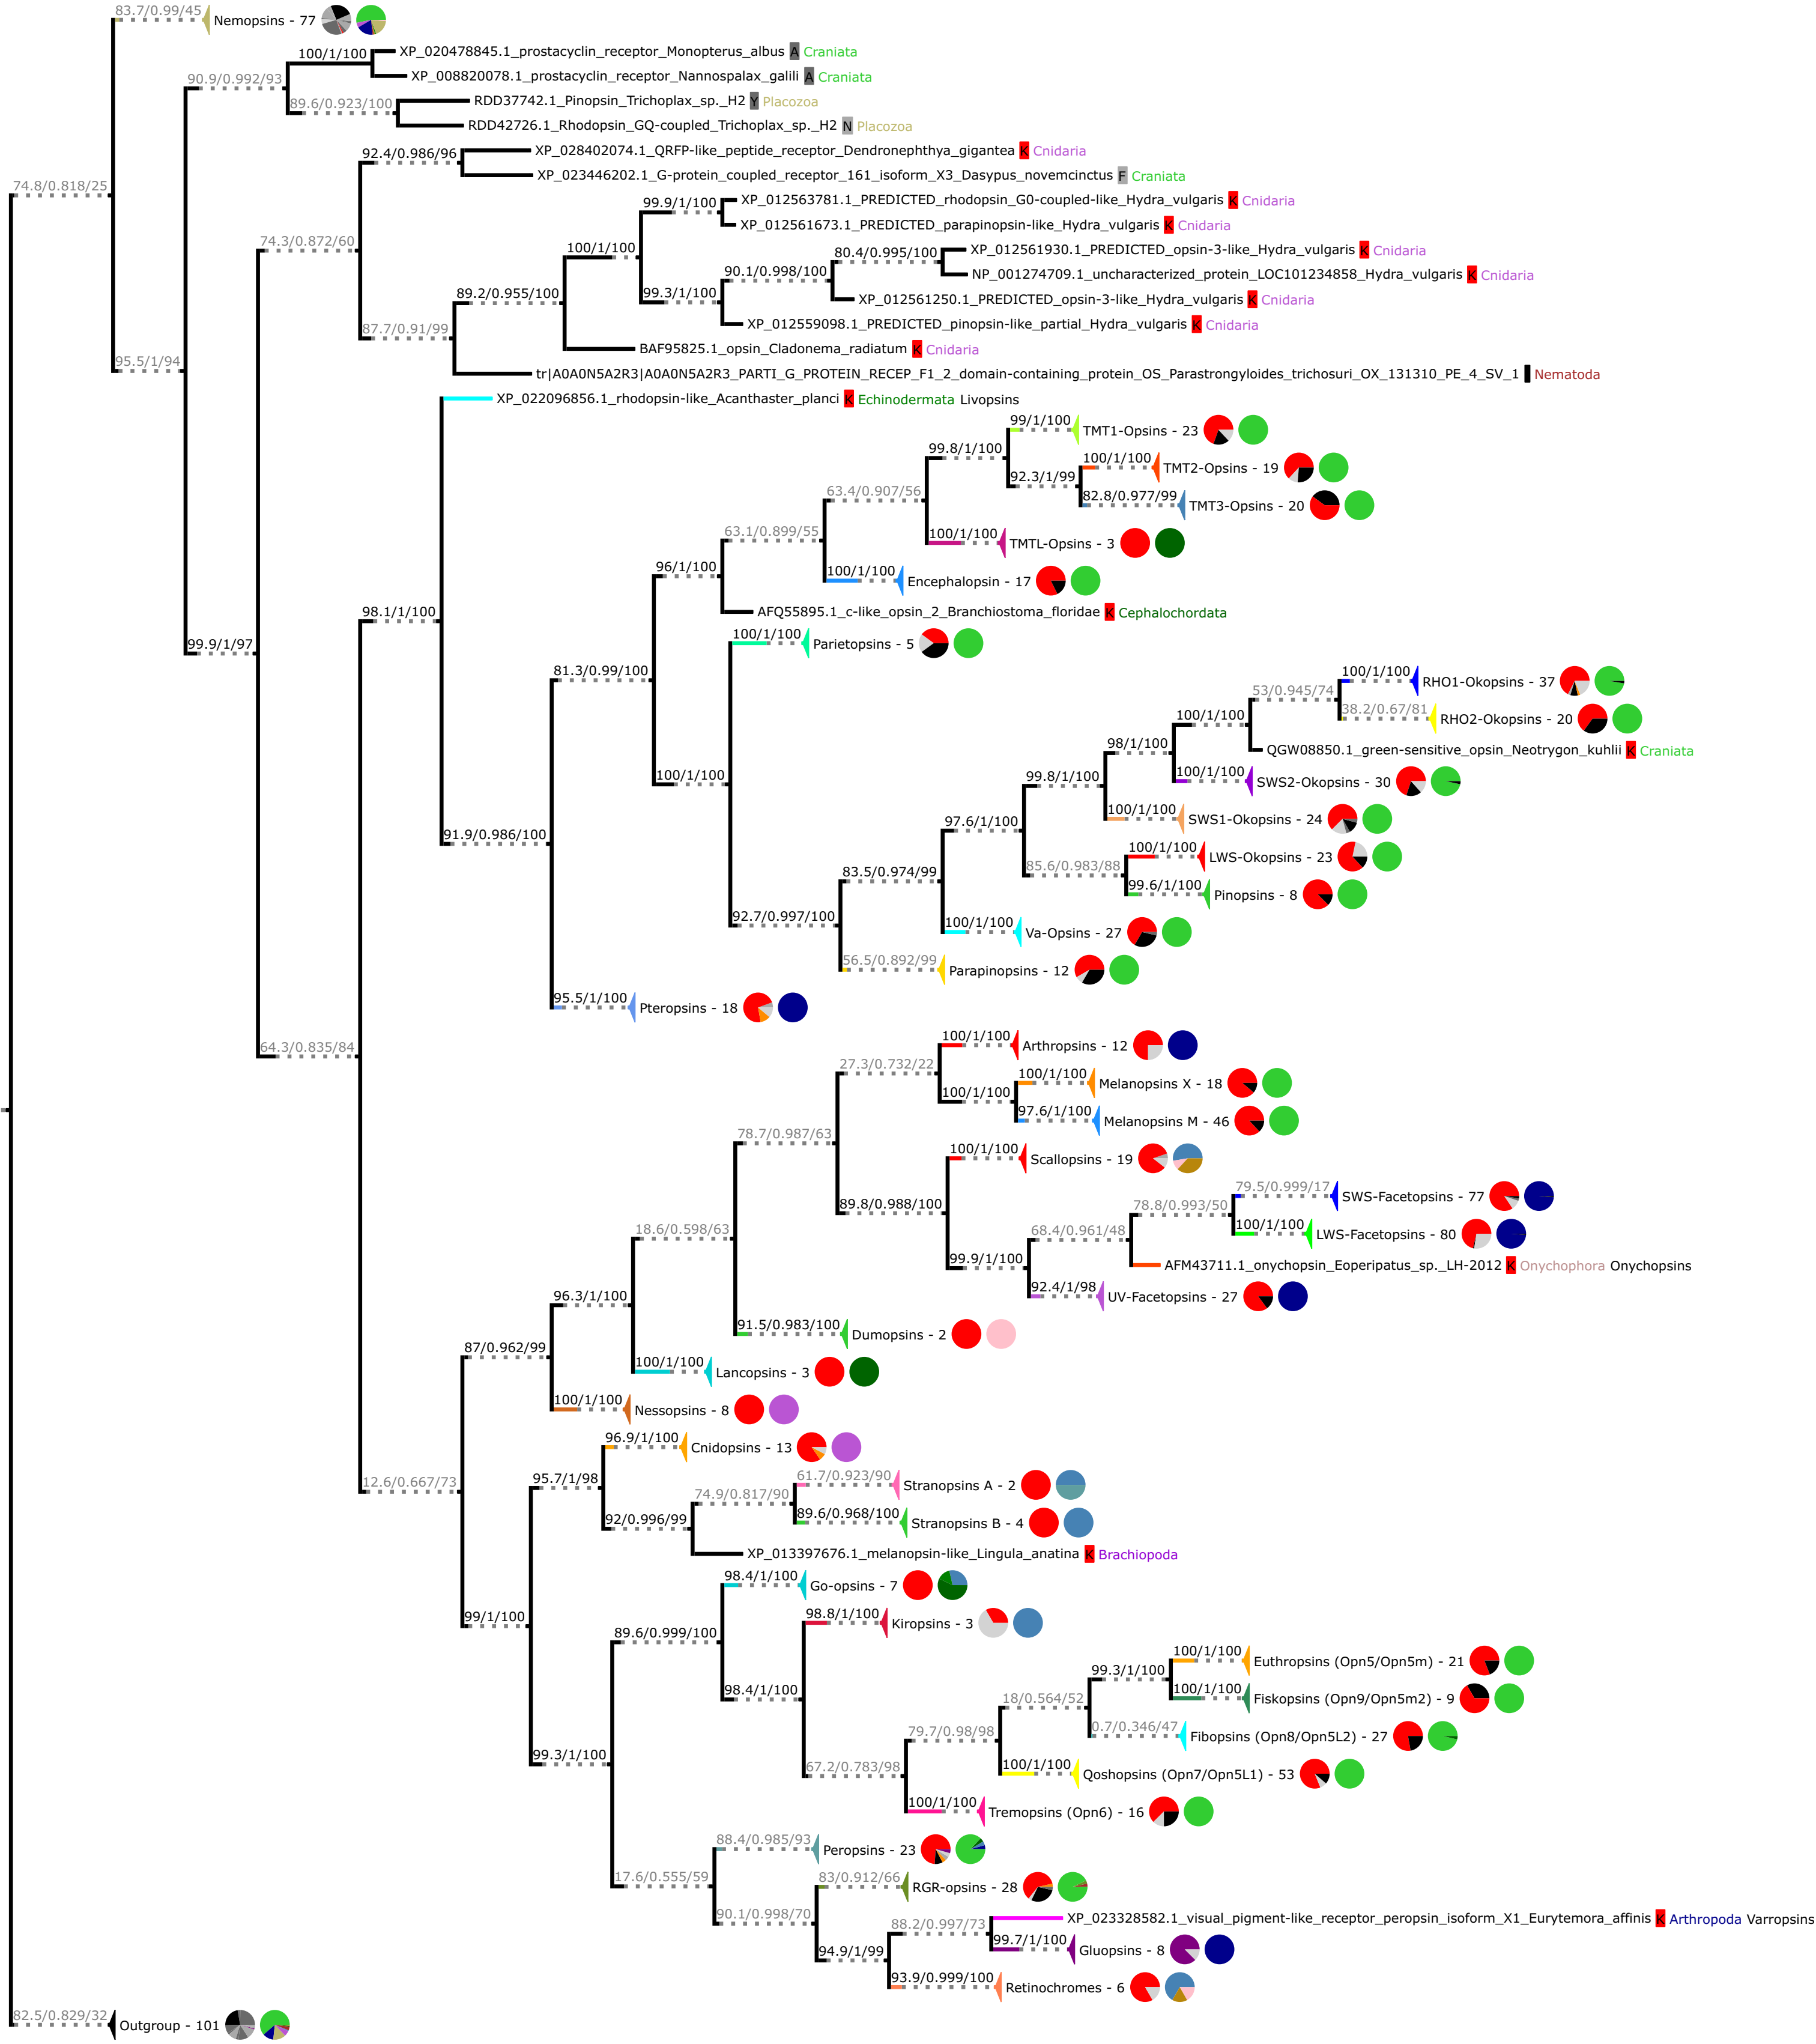 83.7/0.99/45
Nemopsins - 77
100/1/100
XP_020478845.1_prostacyclin_receptor_Monopterus_albus A Craniata
XP_008820078.1_prostacyclin_receptor_Nannospalax_galili A Craniata
90.9/0.992/93
89.6/0.923/100
RDD37742.1_Pinopsin_Trichoplax_sp._H2 Y Placozoa
RDD42726.1_Rhodopsin_GQ-coupled_Trichoplax_sp._H2 N Placozoa
92.4/0.986/96
XP_028402074.1_QRFP-like_peptide_receptor_Dendronephthya_gigantea K Cnidaria
XP_023446202.1_G-protein_coupled_receptor_161_isoform_X3_Dasypus_novemcinctus F Craniata
74.8/0.818/25
99.9/1/100
XP_012563781.1_PREDICTED_rhodopsin_G0-coupled-like_Hydra_vulgaris K Cnidaria
XP_012561673.1_PREDICTED_parapinopsin-like_Hydra_vulgaris K Cnidaria
74.3/0.872/60
100/1/100
80.4/0.995/100
XP_012561930.1_PREDICTED_opsin-3-like_Hydra_vulgaris K Cnidaria
90.1/0.998/100
NP_001274709.1_uncharacterized_protein_LOC101234858_Hydra_vulgaris K Cnidaria
89.2/0.955/100
99.3/1/100
XP_012561250.1_PREDICTED_opsin-3-like_Hydra_vulgaris K Cnidaria
XP_012559098.1_PREDICTED_pinopsin-like_partial_Hydra_vulgaris K Cnidaria
87.7/0.91/99
BAF95825.1_opsin_Cladonema_radiatum K Cnidaria
95.5/1/94
tr|A0A0N5A2R3|A0A0N5A2R3_PARTI_G_PROTEIN_RECEP_F1_2_domain-containing_protein_OS_Parastrongyloides_trichosuri_OX_131310_PE_4_SV_1 Nematoda
XP_022096856.1_rhodopsin-like_Acanthaster_planci K Echinodermata Livopsins
99/1/100
TMT1-Opsins - 23
99.8/1/100
100/1/100
TMT2-Opsins - 19
92.3/1/99
63.4/0.907/56
82.8/0.977/99
TMT3-Opsins - 20
63.1/0.899/55
100/1/100
TMTL-Opsins - 3
96/1/100
100/1/100
Encephalopsin - 17
98.1/1/100
AFQ55895.1_c-like_opsin_2_Branchiostoma_floridae K Cephalochordata
99.9/1/97
100/1/100
Parietopsins - 5
81.3/0.99/100
100/1/100
RHO1-Okopsins - 37
53/0.945/74
38.2/0.67/81
RHO2-Okopsins - 20
100/1/100
QGW08850.1_green-sensitive_opsin_Neotrygon_kuhlii K Craniata
98/1/100
100/1/100
100/1/100
SWS2-Okopsins - 30
99.8/1/100
100/1/100
SWS1-Okopsins - 24
97.6/1/100
91.9/0.986/100
100/1/100
LWS-Okopsins - 23
85.6/0.983/88
83.5/0.974/99
99.6/1/100
Pinopsins - 8
92.7/0.997/100
100/1/100
Va-Opsins - 27
56.5/0.892/99
Parapinopsins - 12
95.5/1/100
Pteropsins - 18
64.3/0.835/84
100/1/100
Arthropsins - 12
27.3/0.732/22
100/1/100
Melanopsins X - 18
100/1/100
97.6/1/100
Melanopsins M - 46
78.7/0.987/63
100/1/100
Scallopsins - 19
79.5/0.999/17
SWS-Facetopsins - 77
89.8/0.988/100
78.8/0.993/50
18.6/0.598/63
68.4/0.961/48
100/1/100
LWS-Facetopsins - 80
99.9/1/100
AFM43711.1_onychopsin_Eoperipatus_sp._LH-2012 K Onychophora Onychopsins
92.4/1/98
UV-Facetopsins - 27
96.3/1/100
91.5/0.983/100
Dumopsins - 2
87/0.962/99
100/1/100
Lancopsins - 3
100/1/100
Nessopsins - 8
96.9/1/100
Cnidopsins - 13
95.7/1/98
12.6/0.667/73
61.7/0.923/90
Stranopsins A - 2
74.9/0.817/90
92/0.996/99
89.6/0.968/100
Stranopsins B - 4
XP_013397676.1_melanopsin-like_Lingula_anatina K Brachiopoda
98.4/1/100
Go-opsins - 7
99/1/100
98.8/1/100
Kiropsins - 3
89.6/0.999/100
100/1/100
Euthropsins (Opn5/Opn5m) - 21
99.3/1/100
98.4/1/100
100/1/100
Fiskopsins (Opn9/Opn5m2) - 9
18/0.564/52
0.7/0.346/47
Fibopsins (Opn8/Opn5L2) - 27
79.7/0.98/98
99.3/1/100
67.2/0.783/98
100/1/100
Qoshopsins (Opn7/Opn5L1) - 53
100/1/100
Tremopsins (Opn6) - 16
88.4/0.985/93
Peropsins - 23
17.6/0.555/59
83/0.912/66
RGR-opsins - 28
90.1/0.998/70
88.2/0.997/73
XP_023328582.1_visual_pigment-like_receptor_peropsin_isoform_X1_Eurytemora_affinis K Arthropoda Varropsins
94.9/1/99
99.7/1/100
Gluopsins - 8
93.9/0.999/100
Retinochromes - 6
82.5/0.829/32
Outgroup - 101